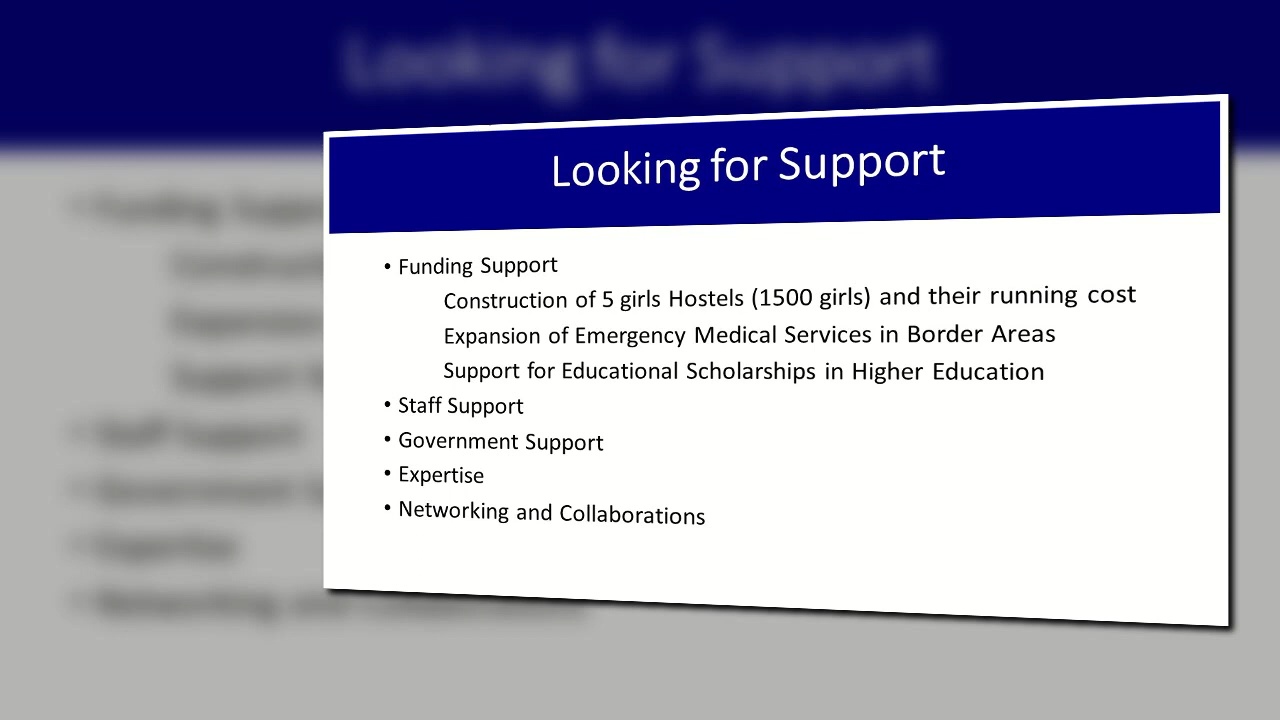 Looking for Support
• Funding Support
Construction of 5 girls Hostels (1500 girls) and their running cost
Expansion of Emergency Medical Services in Border Areas
Support for Educational Scholarships in Higher Education
• Staff Support
• Government Support
• Expertise
• Networking and Collaborations